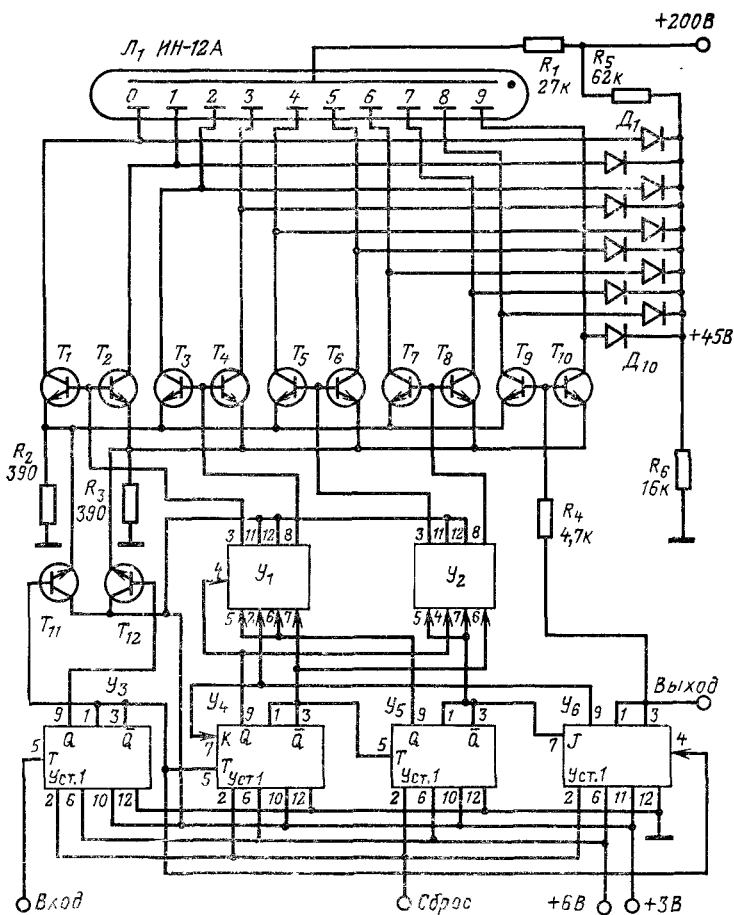 +200В
Л1 ИН-12А
R1
27к
R5
62к
0 1 2 3 4 5 6 7 8 9
Д1
+45В
Д10
T1 T2 T3 T4 T5 T6 T7 T8 T9 T10
R2
390
R3
390
R4
4,7к
R6
16к
3 11 12 8
3 11 12 8
4
У1
У2
5 2 6 7
5 4 7 6
T11
T12
У3
У4
У5
У6
Выход
9 1 3
9 1 3
9 1 3
9 1 3
Q Q̅
K Q Q̅
Q Q̅
J
4
5
T
7
5
T
5
T
7
Уст.1
Уст.1
Уст.1
Уст.1
2 6 10 12
2 6 10 12
2 6 10 12
2 6 11 12
Вход
Сброс
+6В
+3В